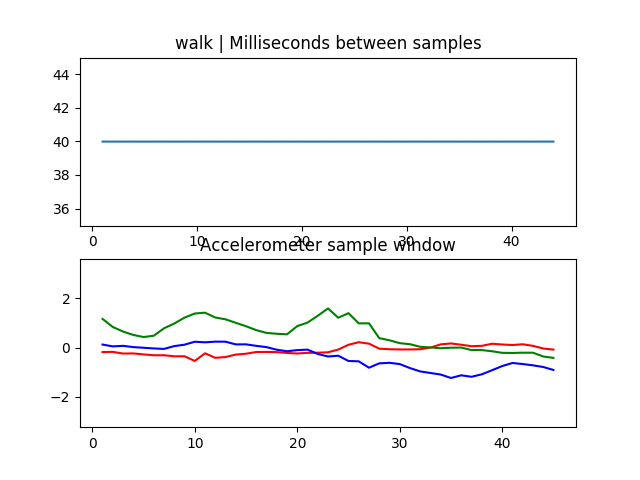 walk | Milliseconds between samples
44
42
40
38
36
0 10 20 30 40
Accelerometer sample window
2
0
−2
0 10 20 30 40